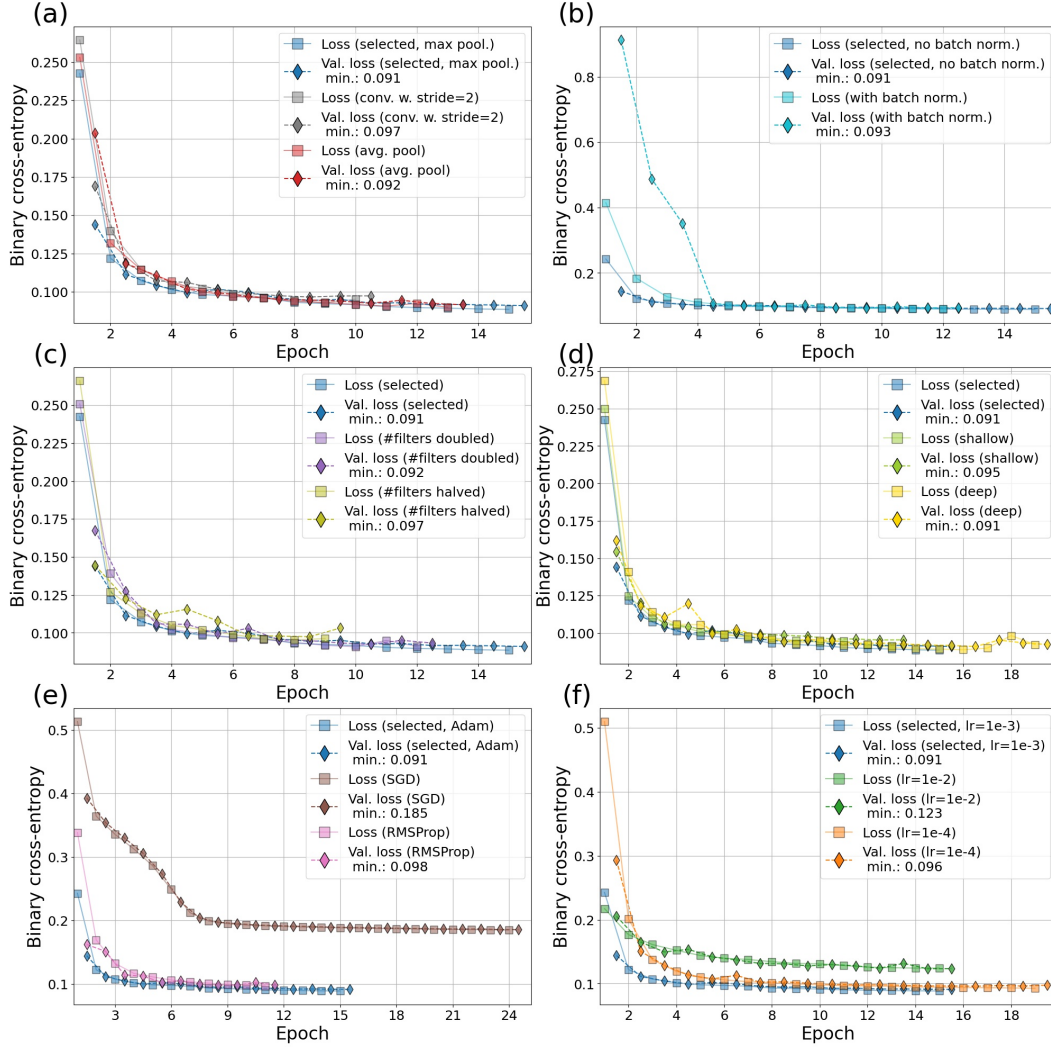 (a)
Binary cross-entropy
0.250
0.225
0.200
0.175
0.150
0.125
0.100
Loss (selected, max pool.)
Val. loss (selected, max pool.)
min.: 0.091
Loss (conv. w. stride=2)
Val. loss (conv. w. stride=2)
min.: 0.097
Loss (avg. pool)
Val. loss (avg. pool)
min.: 0.092
2 4 6 8 10 12 14
Epoch
(b)
Binary cross-entropy
0.8
0.6
0.4
0.2
Loss (selected, no batch norm.)
Val. loss (selected, no batch norm.)
min.: 0.091
Loss (with batch norm.)
Val. loss (with batch norm.)
min.: 0.093
2 4 6 8 10 12 14
Epoch
(c)
Binary cross-entropy
0.250
0.225
0.200
0.175
0.150
0.125
0.100
Loss (selected)
Val. loss (selected)
min.: 0.091
Loss (#filters doubled)
Val. loss (#filters doubled)
min.: 0.092
Loss (#filters halved)
Val. loss (#filters halved)
min.: 0.097
2 4 6 8 10 12 14
Epoch
(d)
Binary cross-entropy
0.275
0.250
0.225
0.200
0.175
0.150
0.125
0.100
Loss (selected)
Val. loss (selected)
min.: 0.091
Loss (shallow)
Val. loss (shallow)
min.: 0.095
Loss (deep)
Val. loss (deep)
min.: 0.091
2 4 6 8 10 12 14 16 18
Epoch
(e)
Binary cross-entropy
0.5
0.4
0.3
0.2
0.1
Loss (selected, Adam)
Val. loss (selected, Adam)
min.: 0.091
Loss (SGD)
Val. loss (SGD)
min.: 0.185
Loss (RMSProp)
Val. loss (RMSProp)
min.: 0.098
3 6 9 12 15 18 21 24
Epoch
(f)
Binary cross-entropy
0.5
0.4
0.3
0.2
0.1
Loss (selected, lr=1e-3)
Val. loss (selected, lr=1e-3)
min.: 0.091
Loss (lr=1e-2)
Val. loss (lr=1e-2)
min.: 0.123
Loss (lr=1e-4)
Val. loss (lr=1e-4)
min.: 0.096
2 4 6 8 10 12 14 16 18
Epoch